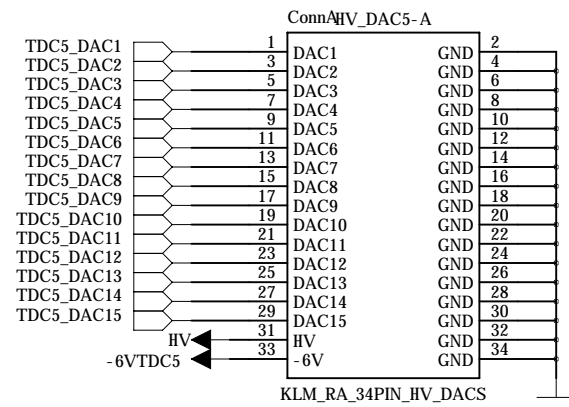 ConnA HV_DAC5-A
TDC5_DAC1 1 DAC1 GND 2
TDC5_DAC2 3 DAC2 GND 4
TDC5_DAC3 5 DAC3 GND 6
TDC5_DAC4 7 DAC4 GND 8
TDC5_DAC5 9 DAC5 GND 10
TDC5_DAC6 11 DAC6 GND 12
TDC5_DAC7 13 DAC7 GND 14
TDC5_DAC8 15 DAC8 GND 16
TDC5_DAC9 17 DAC9 GND 18
TDC5_DAC10 19 DAC10 GND 20
TDC5_DAC11 21 DAC11 GND 22
TDC5_DAC12 23 DAC12 GND 24
TDC5_DAC13 25 DAC13 GND 26
TDC5_DAC14 27 DAC14 GND 28
TDC5_DAC15 29 DAC15 GND 30
HV 31 HV GND 32
-6VTDC5 33 -6V GND 34
KLM_RA_34PIN_HV_DACS